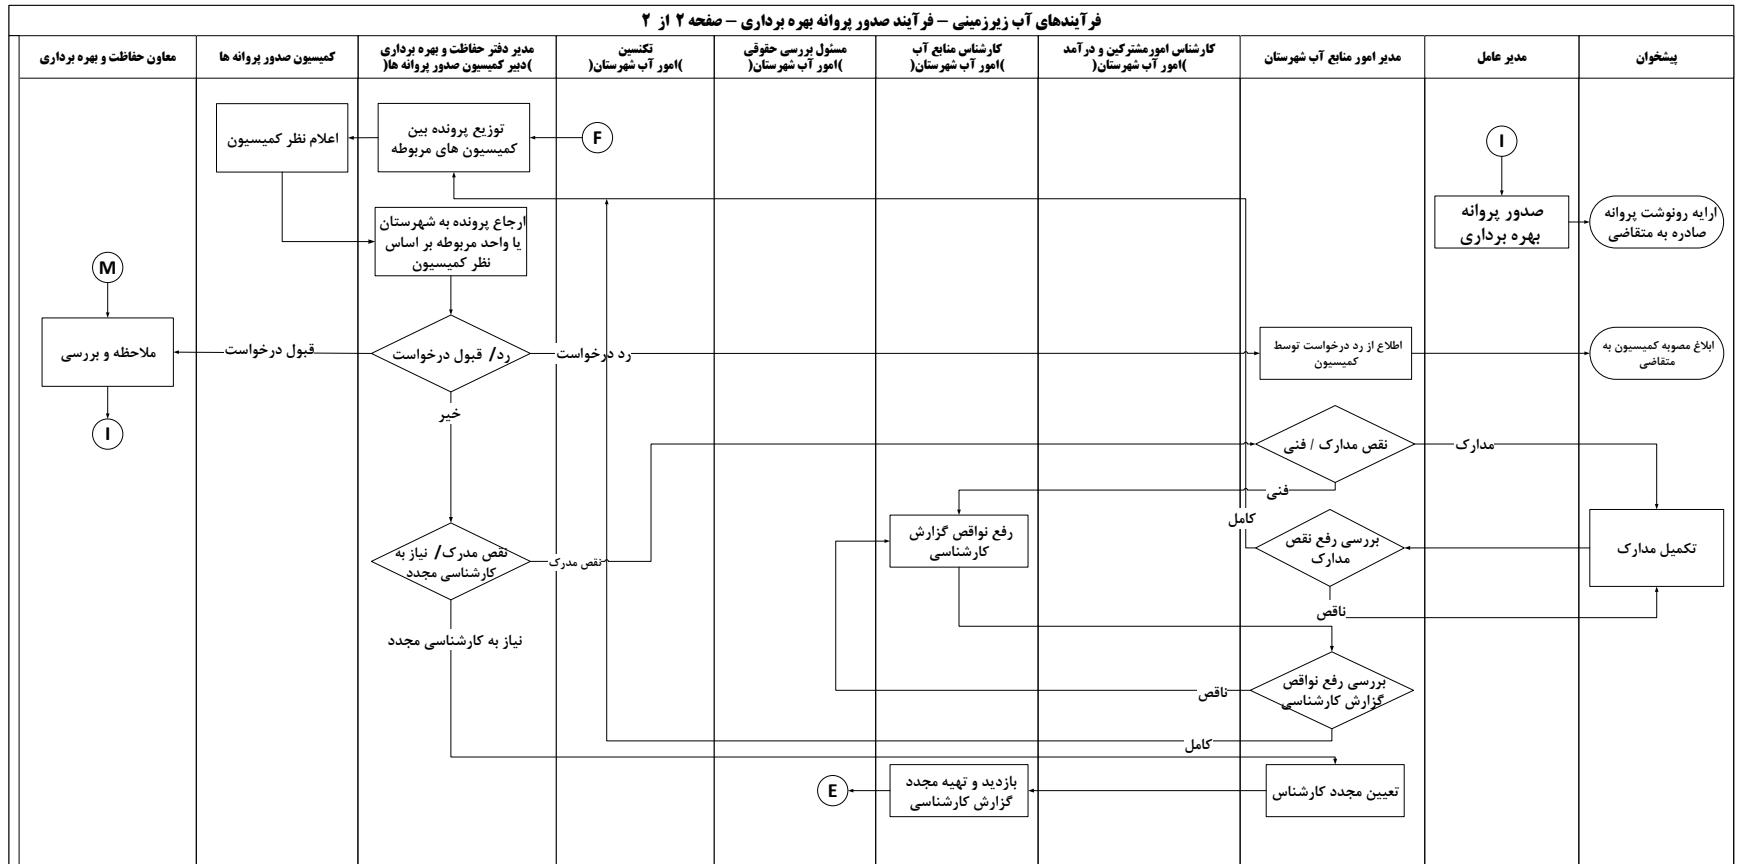 فرآیندهای آب زیرزمینی – فرآیند صدور پروانه بهره برداری – صفحه ۲ از ۲
پیشخوان
مدیر عامل
مدیر امور منابع آب شهرستان
کارشناس امورمشترکین و درآمد
)امور آب شهرستان(
کارشناس منابع آب
)امور آب شهرستان(
مسئول بررسی حقوقی
)امور آب شهرستان(
تکنسین
)امور آب شهرستان(
مدیر دفتر حفاظت و بهره برداری
)دبیر کمیسیون صدور پروانه ها(
کمیسیون صدور پروانه ها
معاون حفاظت و بهره برداری
I
F
توزیع پرونده بین
کمیسیون های مربوطه
اعلام نظر کمیسیون
صدور پروانه
بهره برداری
ارایه رونوشت پروانه
صادره به متقاضی
ارجاع پرونده به شهرستان
یا واحد مربوطه بر اساس
نظر کمیسیون
M
ملاحظه و بررسی
قبول درخواست
رد/ قبول درخواست
رد درخواست
اطلاع از رد درخواست توسط
کمیسیون
ابلاغ مصوبه کمیسیون به
متقاضی
I
خیر
نقص مدارک / فنی
مدارک
فنی
کامل
رفع نواقص گزارش
کارشناسی
بررسی رفع نقص
مدارک
تکمیل مدارک
نقص مدرک/ نیاز به
کارشناسی مجدد
نقص مدرک
ناقص
نیاز به کارشناسی مجدد
بررسی رفع نواقص
گزارش کارشناسی
ناقص
کامل
تعیین مجدد کارشناس
بازدید و تهیه مجدد
گزارش کارشناسی
E